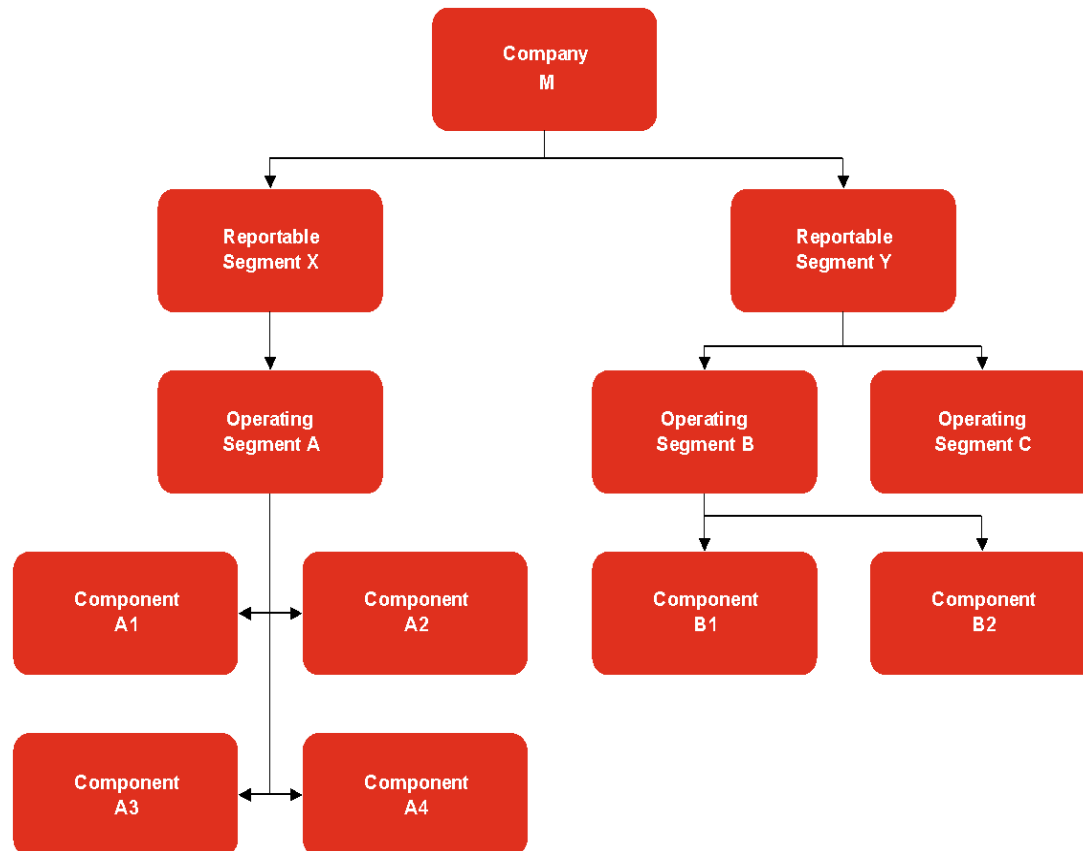 Company
M
Reportable
Segment X
Reportable
Segment Y
Operating
Segment A
Operating
Segment B
Operating
Segment C
Component
A1
Component
A2
Component
B1
Component
B2
Component
A3
Component
A4